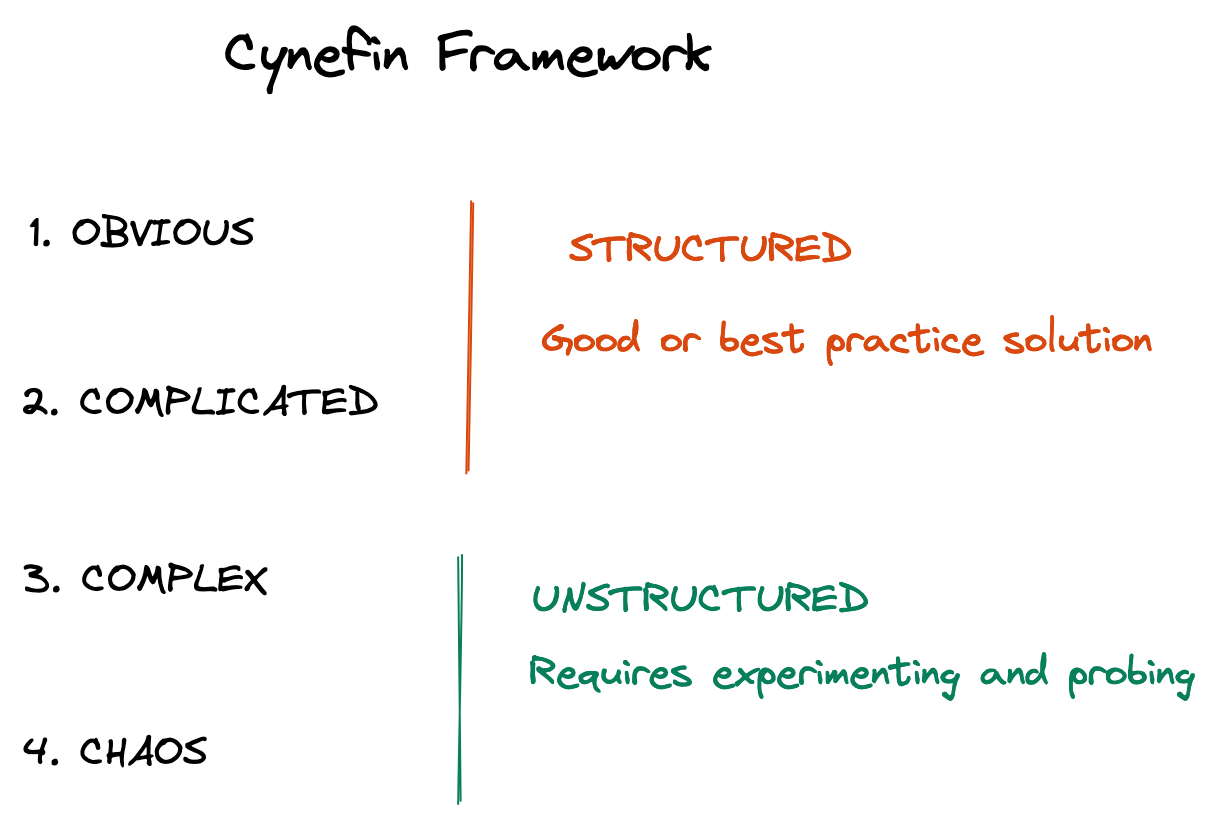 Cynefin Framework
1. OBVIOUS
STRUCTURED
Good or best practice solution
2. COMPLICATED
3. COMPLEX
UNSTRUCTURED
Requires experimenting and probing
4. CHAOS